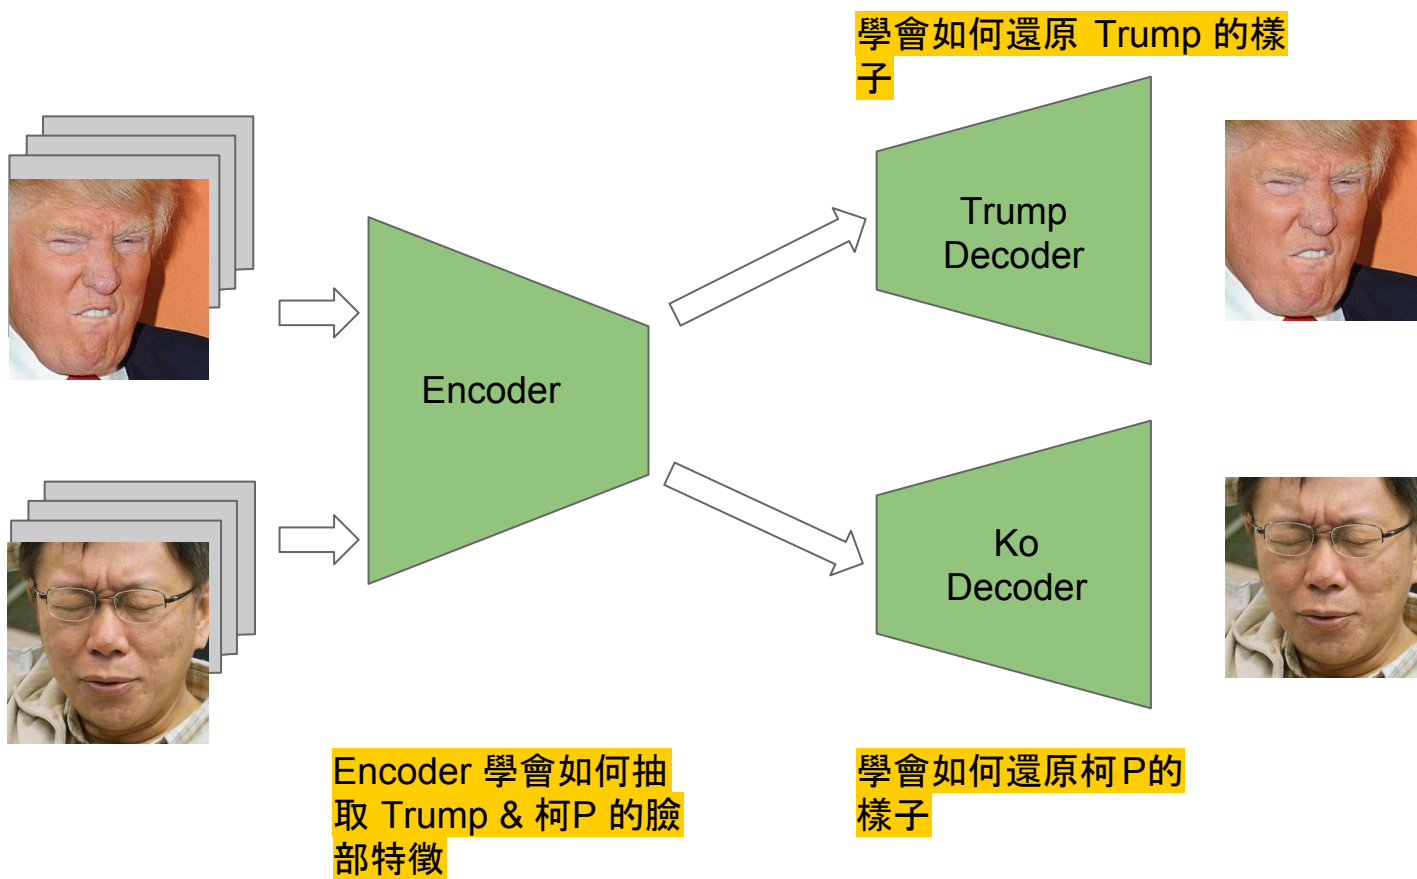 學會如何還原 Trump 的樣
子
Trump
Decoder
Encoder
Ko
Decoder
Encoder 學會如何抽
取 Trump & 柯P 的臉
部特徵
學會如何還原柯P的
樣子